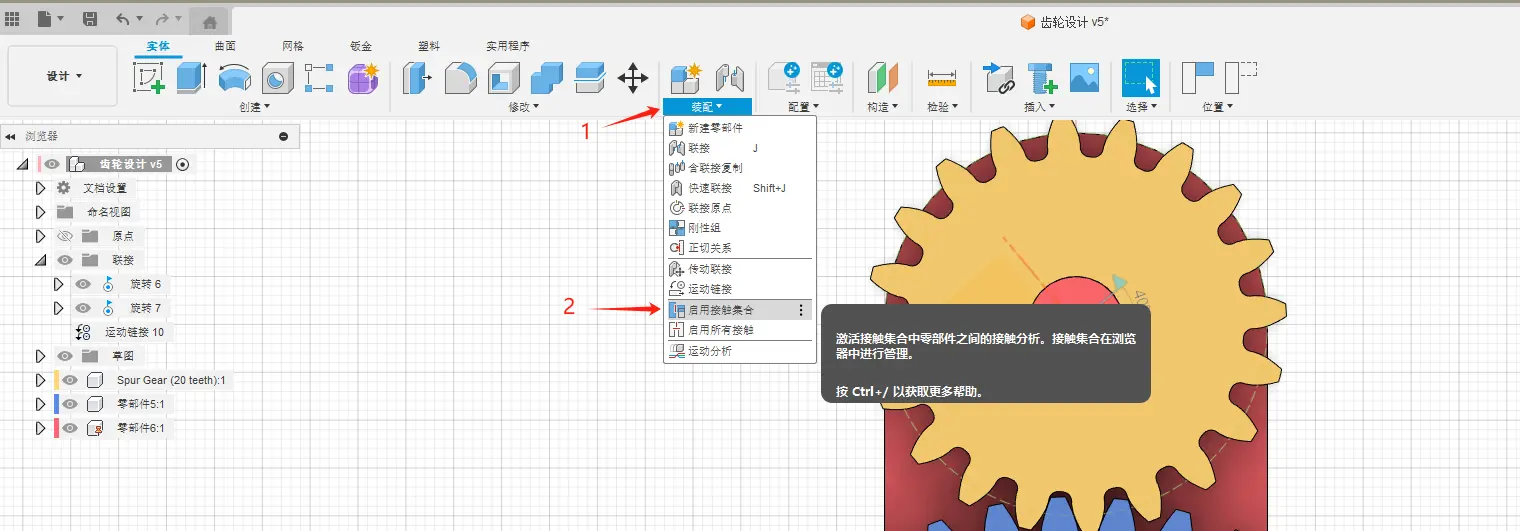 齿轮设计 v5*
实体 曲面 网格 钣金 塑料 实用程序
设计
创建 修改 装配 配置 构造 检验 插入 选择 位置
1
浏览器
新建零部件
齿轮设计 v5
联接 J
含联接复制
文档设置
快速联接 Shift+J
命名视图
联接原点
刚性组
原点
正切关系
联接
传动联接
旋转 6
运动链接
2
启用接触集合
旋转 7
启用所有接触
运动链接 10
激活接触集合中零部件之间的接触分析。接触集合在浏览
器中进行管理。
运动分析
草图
Spur Gear (20 teeth):1
按 Ctrl+/ 以获取更多帮助。
零部件5:1
零部件6:1